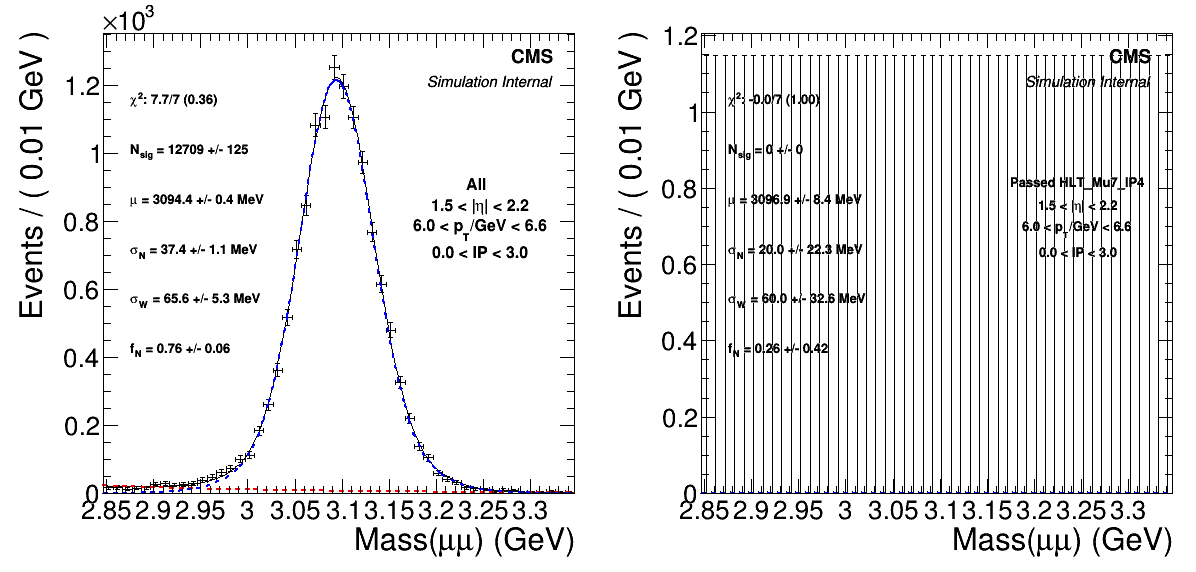 ×10³
CMS
Simulation Internal
χ²: 7.7/7 (0.36)
N_sig = 12709 +/- 125
μ = 3094.4 +/- 0.4 MeV
σ_N = 37.4 +/- 1.1 MeV
σ_W = 65.6 +/- 5.3 MeV
f_N = 0.76 +/- 0.06
All
1.5 < |η| < 2.2
6.0 < p_T/GeV < 6.6
0.0 < IP < 3.0
Events / ( 0.01 GeV )
1.2
1
0.8
0.6
0.4
0.2
0
2.85 2.9 2.95 3 3.05 3.1 3.15 3.2 3.25 3.3
Mass(μμ) (GeV)
CMS
Simulation Internal
χ²: -0.0/7 (1.00)
N_sig = 0 +/- 0
μ = 3096.9 +/- 8.4 MeV
σ_N = 20.0 +/- 22.3 MeV
σ_W = 60.0 +/- 32.6 MeV
f_N = 0.26 +/- 0.42
Passed HLT_Mu7_IP4
1.5 < |η| < 2.2
6.0 < p_T/GeV < 6.6
0.0 < IP < 3.0
Events / ( 0.01 GeV )
1.2
1
0.8
0.6
0.4
0.2
0
2.85 2.9 2.95 3 3.05 3.1 3.15 3.2 3.25 3.3
Mass(μμ) (GeV)